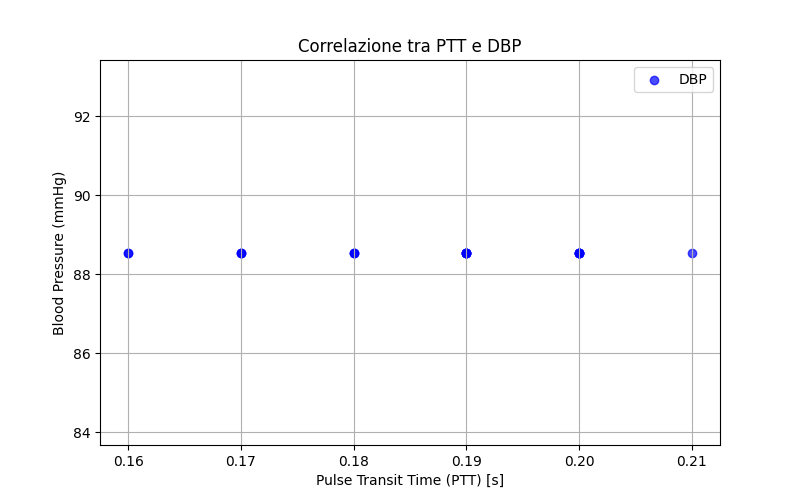 Correlazione tra PTT e DBP
DBP
Blood Pressure (mmHg)
92
90
88
86
84
0.16 0.17 0.18 0.19 0.20 0.21
Pulse Transit Time (PTT) [s]